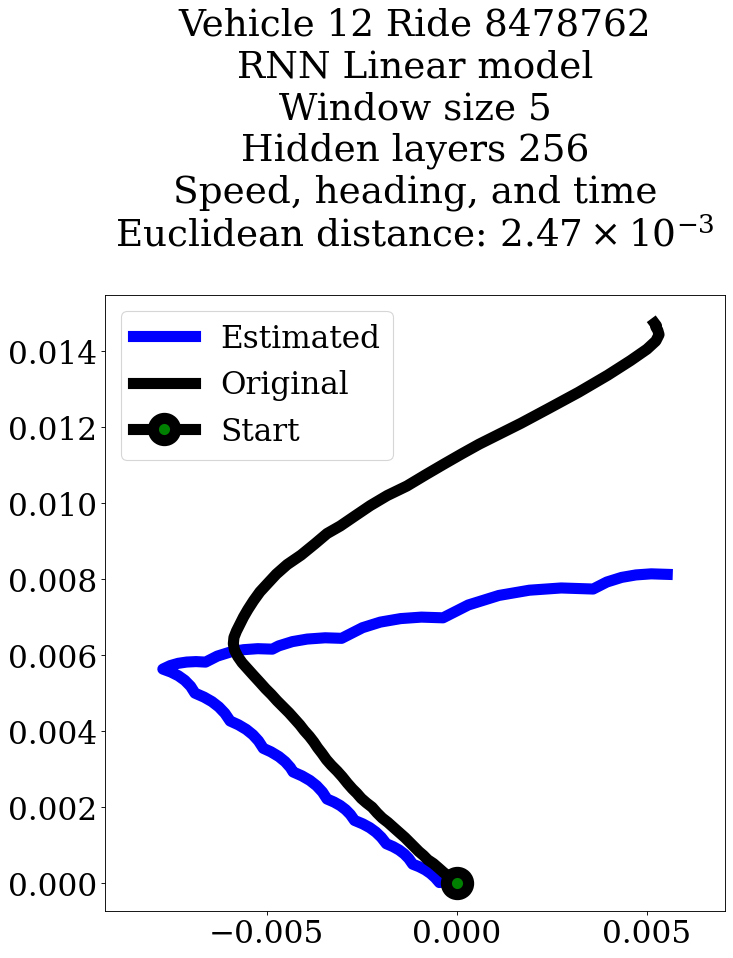 Vehicle 12 Ride 8478762
RNN Linear model
Window size 5
Hidden layers 256
Speed, heading, and time
Euclidean distance: 2.47 × 10⁻³
Estimated
Original
Start
0.014
0.012
0.010
0.008
0.006
0.004
0.002
0.000
−0.005 0.000 0.005